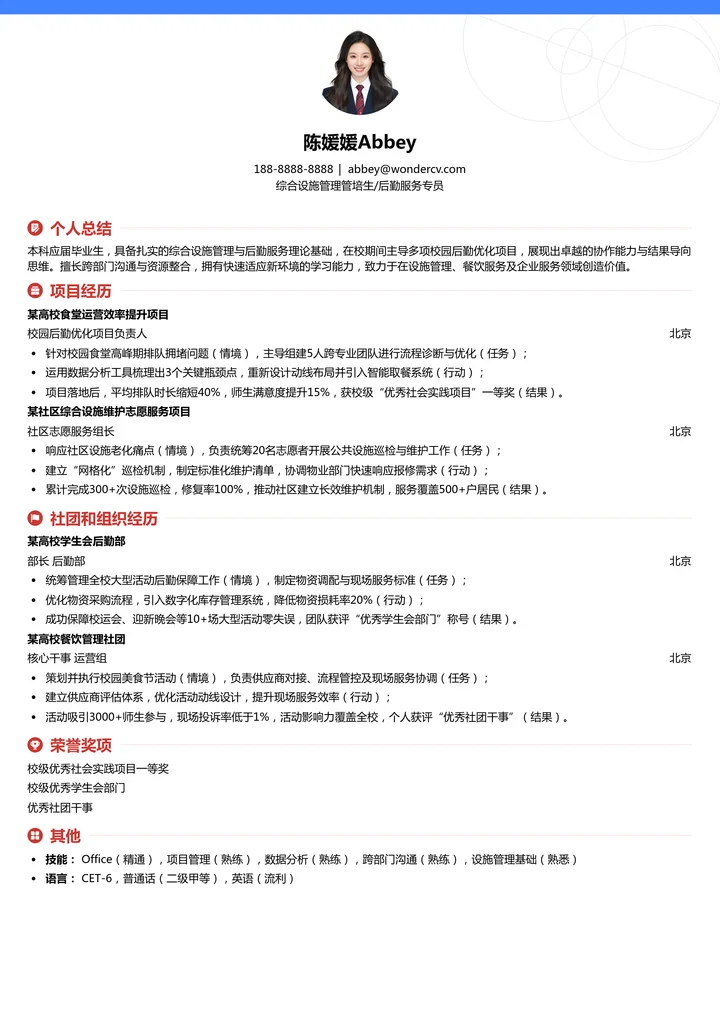 陈媛媛Abbey
188-8888-8888 | abbey@wondercv.com
综合设施管理管培生/后勤服务专员
个人总结
本科应届毕业生，具备扎实的综合设施管理与后勤服务理论基础，在校期间主导多项校园后勤优化项目，展现出卓越的协作能力与结果导向
思维。擅长跨部门沟通与资源整合，拥有快速适应新环境的学习能力，致力于在设施管理、餐饮服务及企业服务领域创造价值。
项目经历
某高校食堂运营效率提升项目
校园后勤优化项目负责人 北京
• 针对校园食堂高峰期排队拥堵问题（情境），主导组建5人跨专业团队进行流程诊断与优化（任务）；
• 运用数据分析工具梳理出3个关键瓶颈点，重新设计动线布局并引入智能取餐系统（行动）；
• 项目落地后，平均排队时长缩短40%，师生满意度提升15%，获校级“优秀社会实践项目”一等奖（结果）。
某社区综合设施维护志愿服务项目
社区志愿服务组长 北京
• 响应社区设施老化痛点（情境），负责统筹20名志愿者开展公共设施巡检与维护工作（任务）；
• 建立“网格化”巡检机制，制定标准化维护清单，协调物业部门快速响应报修需求（行动）；
• 累计完成300+次设施巡检，修复率100%，推动社区建立长效维护机制，服务覆盖500+户居民（结果）。
社团和组织经历
某高校学生会后勤部
部长 后勤部 北京
• 统筹管理全校大型活动后勤保障工作（情境），制定物资调配与现场服务标准（任务）；
• 优化物资采购流程，引入数字化库存管理系统，降低物资损耗率20%（行动）；
• 成功保障校运会、迎新晚会等10+场大型活动零失误，团队获评“优秀学生会部门”称号（结果）。
某高校餐饮管理社团
核心干事 运营组 北京
• 策划并执行校园美食节活动（情境），负责供应商对接、流程管控及现场服务协调（任务）；
• 建立供应商评估体系，优化活动动线设计，提升现场服务效率（行动）；
• 活动吸引3000+师生参与，现场投诉率低于1%，活动影响力覆盖全校，个人获评“优秀社团干事”（结果）。
荣誉奖项
校级优秀社会实践项目一等奖
校级优秀学生会部门
优秀社团干事
其他
• 技能： Office（精通），项目管理（熟练），数据分析（熟练），跨部门沟通（熟练），设施管理基础（熟悉）
• 语言： CET-6，普通话（二级甲等），英语（流利）